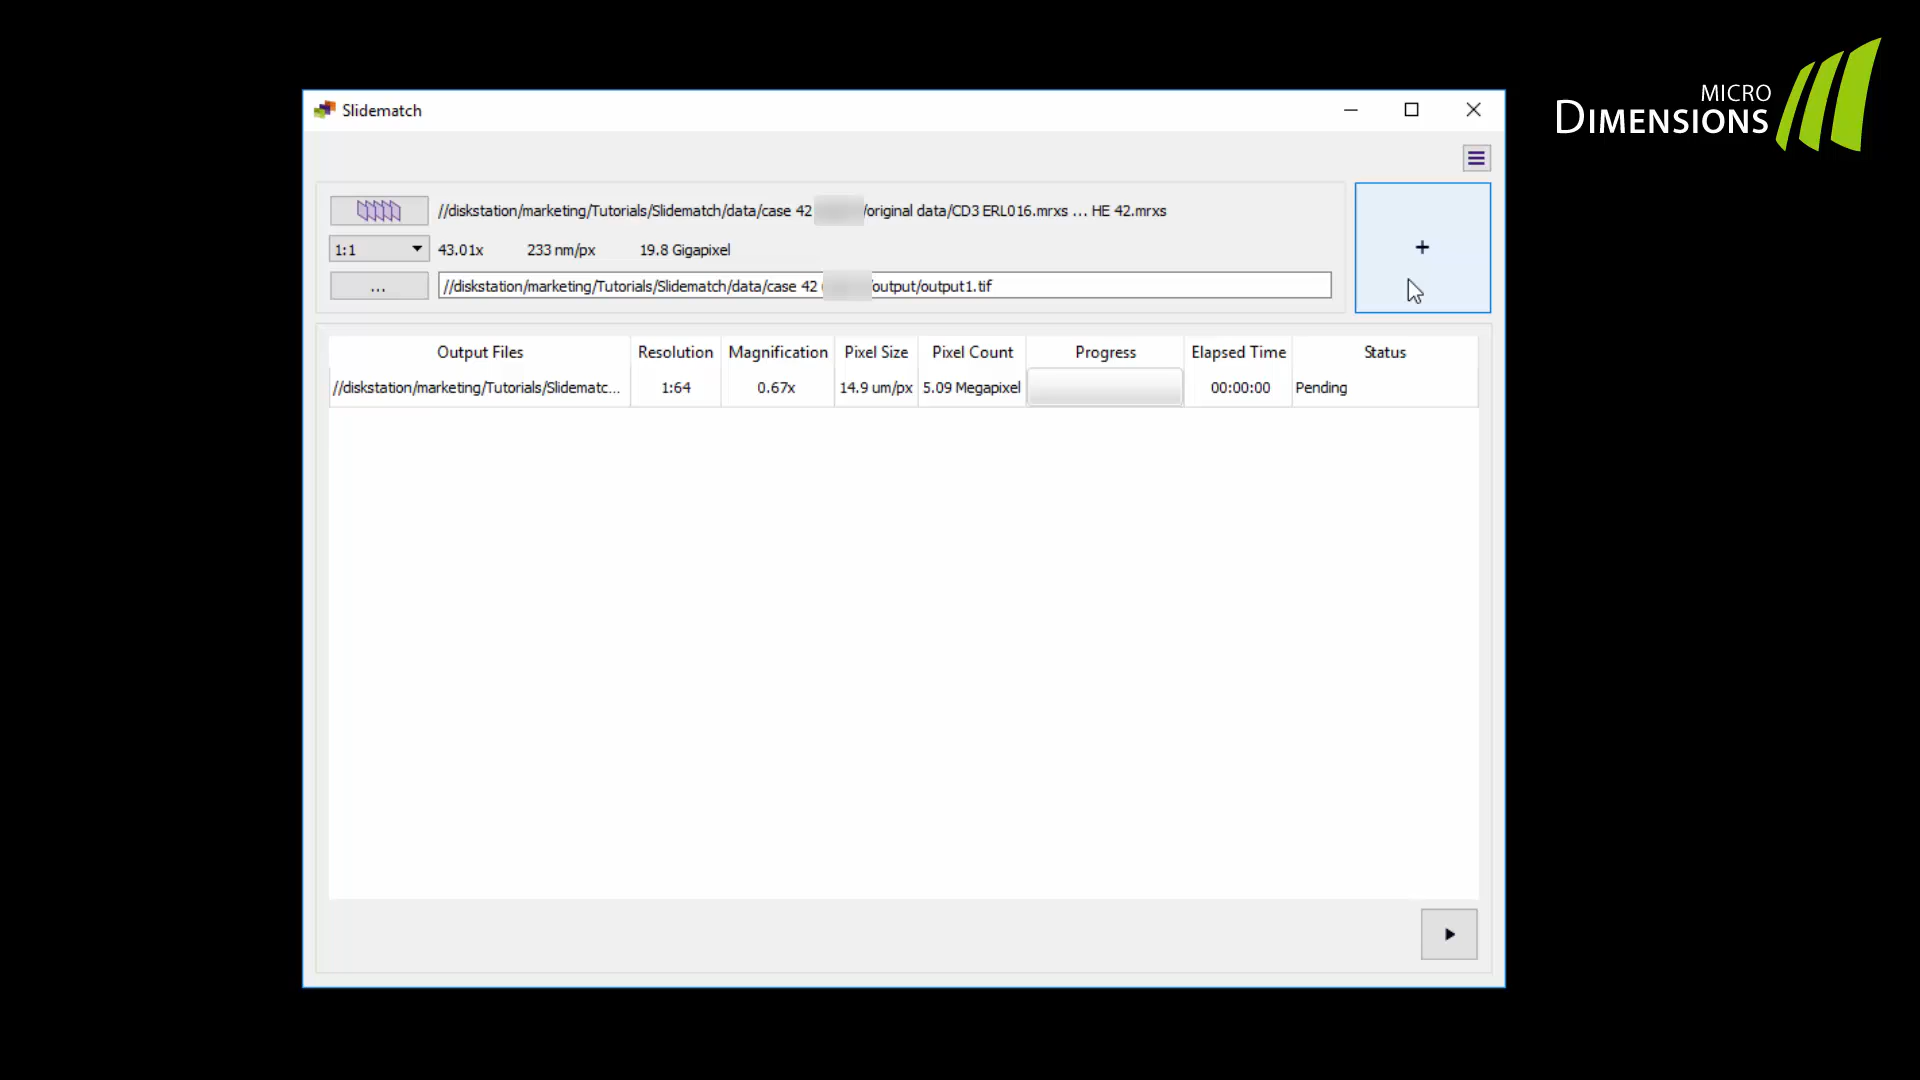 MICRO
DIMENSIONS
Slidematch
//diskstation/marketing/Tutorials/Slidematch/data/case 42 /original data/CD3 ERL016.mrxs ... HE 42.mrxs
1:1 43.01x 233 nm/px 19.8 Gigapixel
... //diskstation/marketing/Tutorials/Slidematch/data/case 42 output/output1.tif
+
Output Files Resolution Magnification Pixel Size Pixel Count Progress Elapsed Time Status
//diskstation/marketing/Tutorials/Slidematc... 1:64 0.67x 14.9 um/px 5.09 Megapixel 00:00:00 Pending